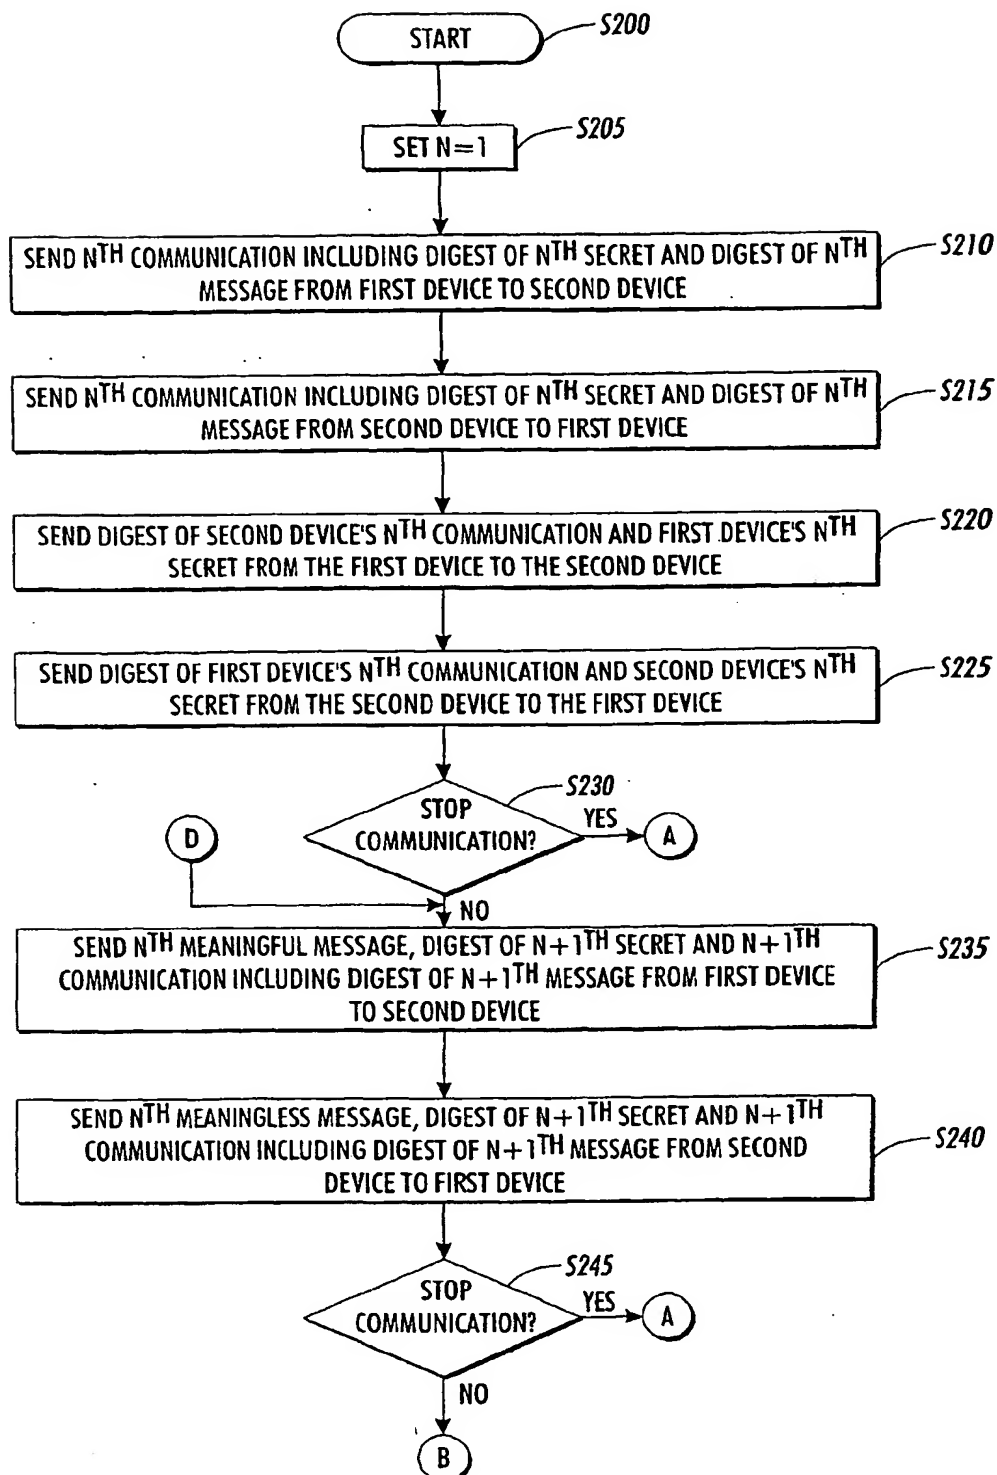 START
S200
SET N=1
S205
SEND NTH COMMUNICATION INCLUDING DIGEST OF NTH SECRET AND DIGEST OF NTH
MESSAGE FROM FIRST DEVICE TO SECOND DEVICE
S210
SEND NTH COMMUNICATION INCLUDING DIGEST OF NTH SECRET AND DIGEST OF NTH
MESSAGE FROM SECOND DEVICE TO FIRST DEVICE
S215
SEND DIGEST OF SECOND DEVICE'S NTH COMMUNICATION AND FIRST DEVICE'S NTH
SECRET FROM THE FIRST DEVICE TO THE SECOND DEVICE
S220
SEND DIGEST OF FIRST DEVICE'S NTH COMMUNICATION AND SECOND DEVICE'S NTH
SECRET FROM THE SECOND DEVICE TO THE FIRST DEVICE
S225
STOP
COMMUNICATION?
S230
YES
A
D
NO
SEND NTH MEANINGFUL MESSAGE, DIGEST OF N+1TH SECRET AND N+1TH
COMMUNICATION INCLUDING DIGEST OF N+1TH MESSAGE FROM FIRST DEVICE
TO SECOND DEVICE
S235
SEND NTH MEANINGLESS MESSAGE, DIGEST OF N+1TH SECRET AND N+1TH
COMMUNICATION INCLUDING DIGEST OF N+1TH MESSAGE FROM SECOND
DEVICE TO FIRST DEVICE
S240
STOP
COMMUNICATION?
S245
YES
A
NO
B